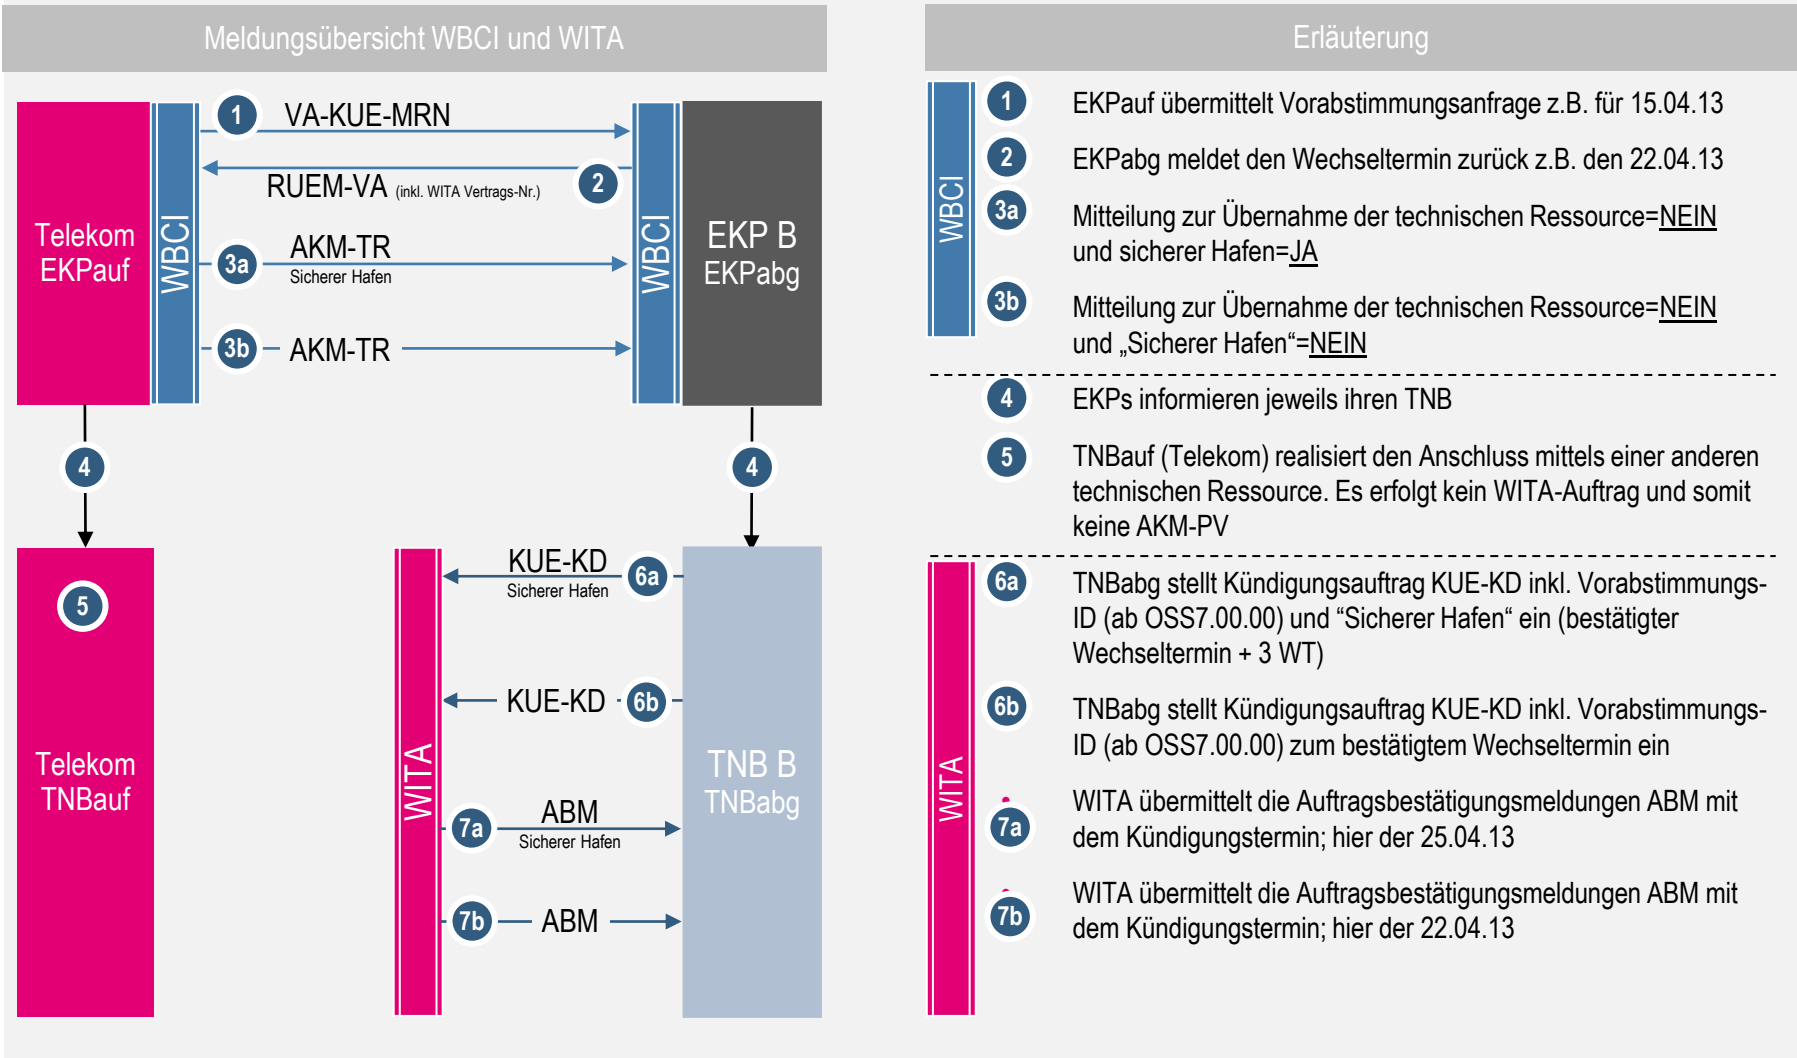 Meldungsübersicht WBCI und WITA
Telekom
EKPauf
WBCI
1
VA-KUE-MRN
RUEM-VA (inkl. WITA Vertrags-Nr.)
2
3a
AKM-TR
Sicherer Hafen
3b
AKM-TR
WBCI
EKP B
EKPabg
4
4
5
Telekom
TNBauf
WITA
KUE-KD
Sicherer Hafen
6a
KUE-KD
6b
7a
ABM
Sicherer Hafen
7b
ABM
TNB B
TNBabg
Erläuterung
WBCI
1
EKPauf übermittelt Vorabstimmungsanfrage z.B. für 15.04.13
2
EKPabg meldet den Wechseltermin zurück z.B. den 22.04.13
3a
Mitteilung zur Übernahme der technischen Ressource=NEIN
und sicherer Hafen=JA
3b
Mitteilung zur Übernahme der technischen Ressource=NEIN
und „Sicherer Hafen“=NEIN
4
EKPs informieren jeweils ihren TNB
5
TNBauf (Telekom) realisiert den Anschluss mittels einer anderen
technischen Ressource. Es erfolgt kein WITA-Auftrag und somit
keine AKM-PV
WITA
6a
TNBabg stellt Kündigungsauftrag KUE-KD inkl. Vorabstimmungs-
ID (ab OSS7.00.00) und “Sicherer Hafen“ ein (bestätigter
Wechseltermin + 3 WT)
6b
TNBabg stellt Kündigungsauftrag KUE-KD inkl. Vorabstimmungs-
ID (ab OSS7.00.00) zum bestätigtem Wechseltermin ein
7a
WITA übermittelt die Auftragsbestätigungsmeldungen ABM mit
dem Kündigungstermin; hier der 25.04.13
7b
WITA übermittelt die Auftragsbestätigungsmeldungen ABM mit
dem Kündigungstermin; hier der 22.04.13